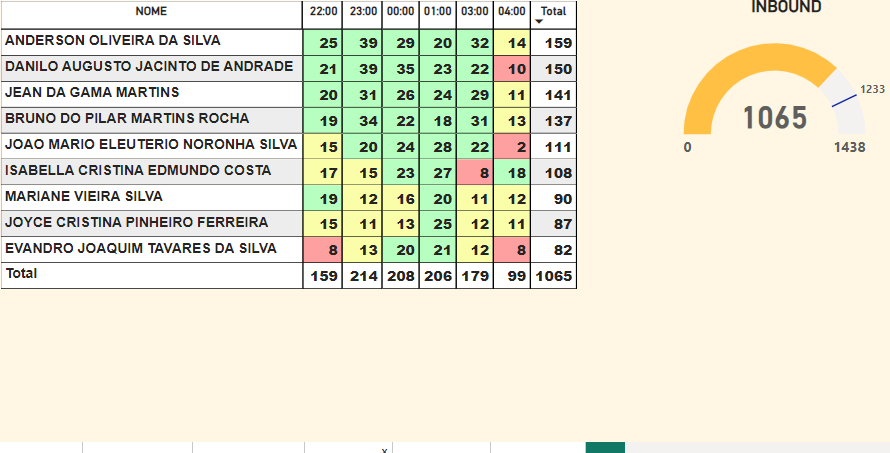 NOME 22:00 23:00 00:00 01:00 03:00 04:00 Total
ANDERSON OLIVEIRA DA SILVA 25 39 29 20 32 14 159
DANILO AUGUSTO JACINTO DE ANDRADE 21 39 35 23 22 10 150
JEAN DA GAMA MARTINS 20 31 26 24 29 11 141
BRUNO DO PILAR MARTINS ROCHA 19 34 22 18 31 13 137
JOAO MARIO ELEUTERIO NORONHA SILVA 15 20 24 28 22 2 111
ISABELLA CRISTINA EDMUNDO COSTA 17 15 23 27 8 18 108
MARIANE VIEIRA SILVA 19 12 16 20 11 12 90
JOYCE CRISTINA PINHEIRO FERREIRA 15 11 13 25 12 11 87
EVANDRO JOAQUIM TAVARES DA SILVA 8 13 20 21 12 8 82
Total 159 214 208 206 179 99 1065
INBOUND
1233
1065
0 1438
x